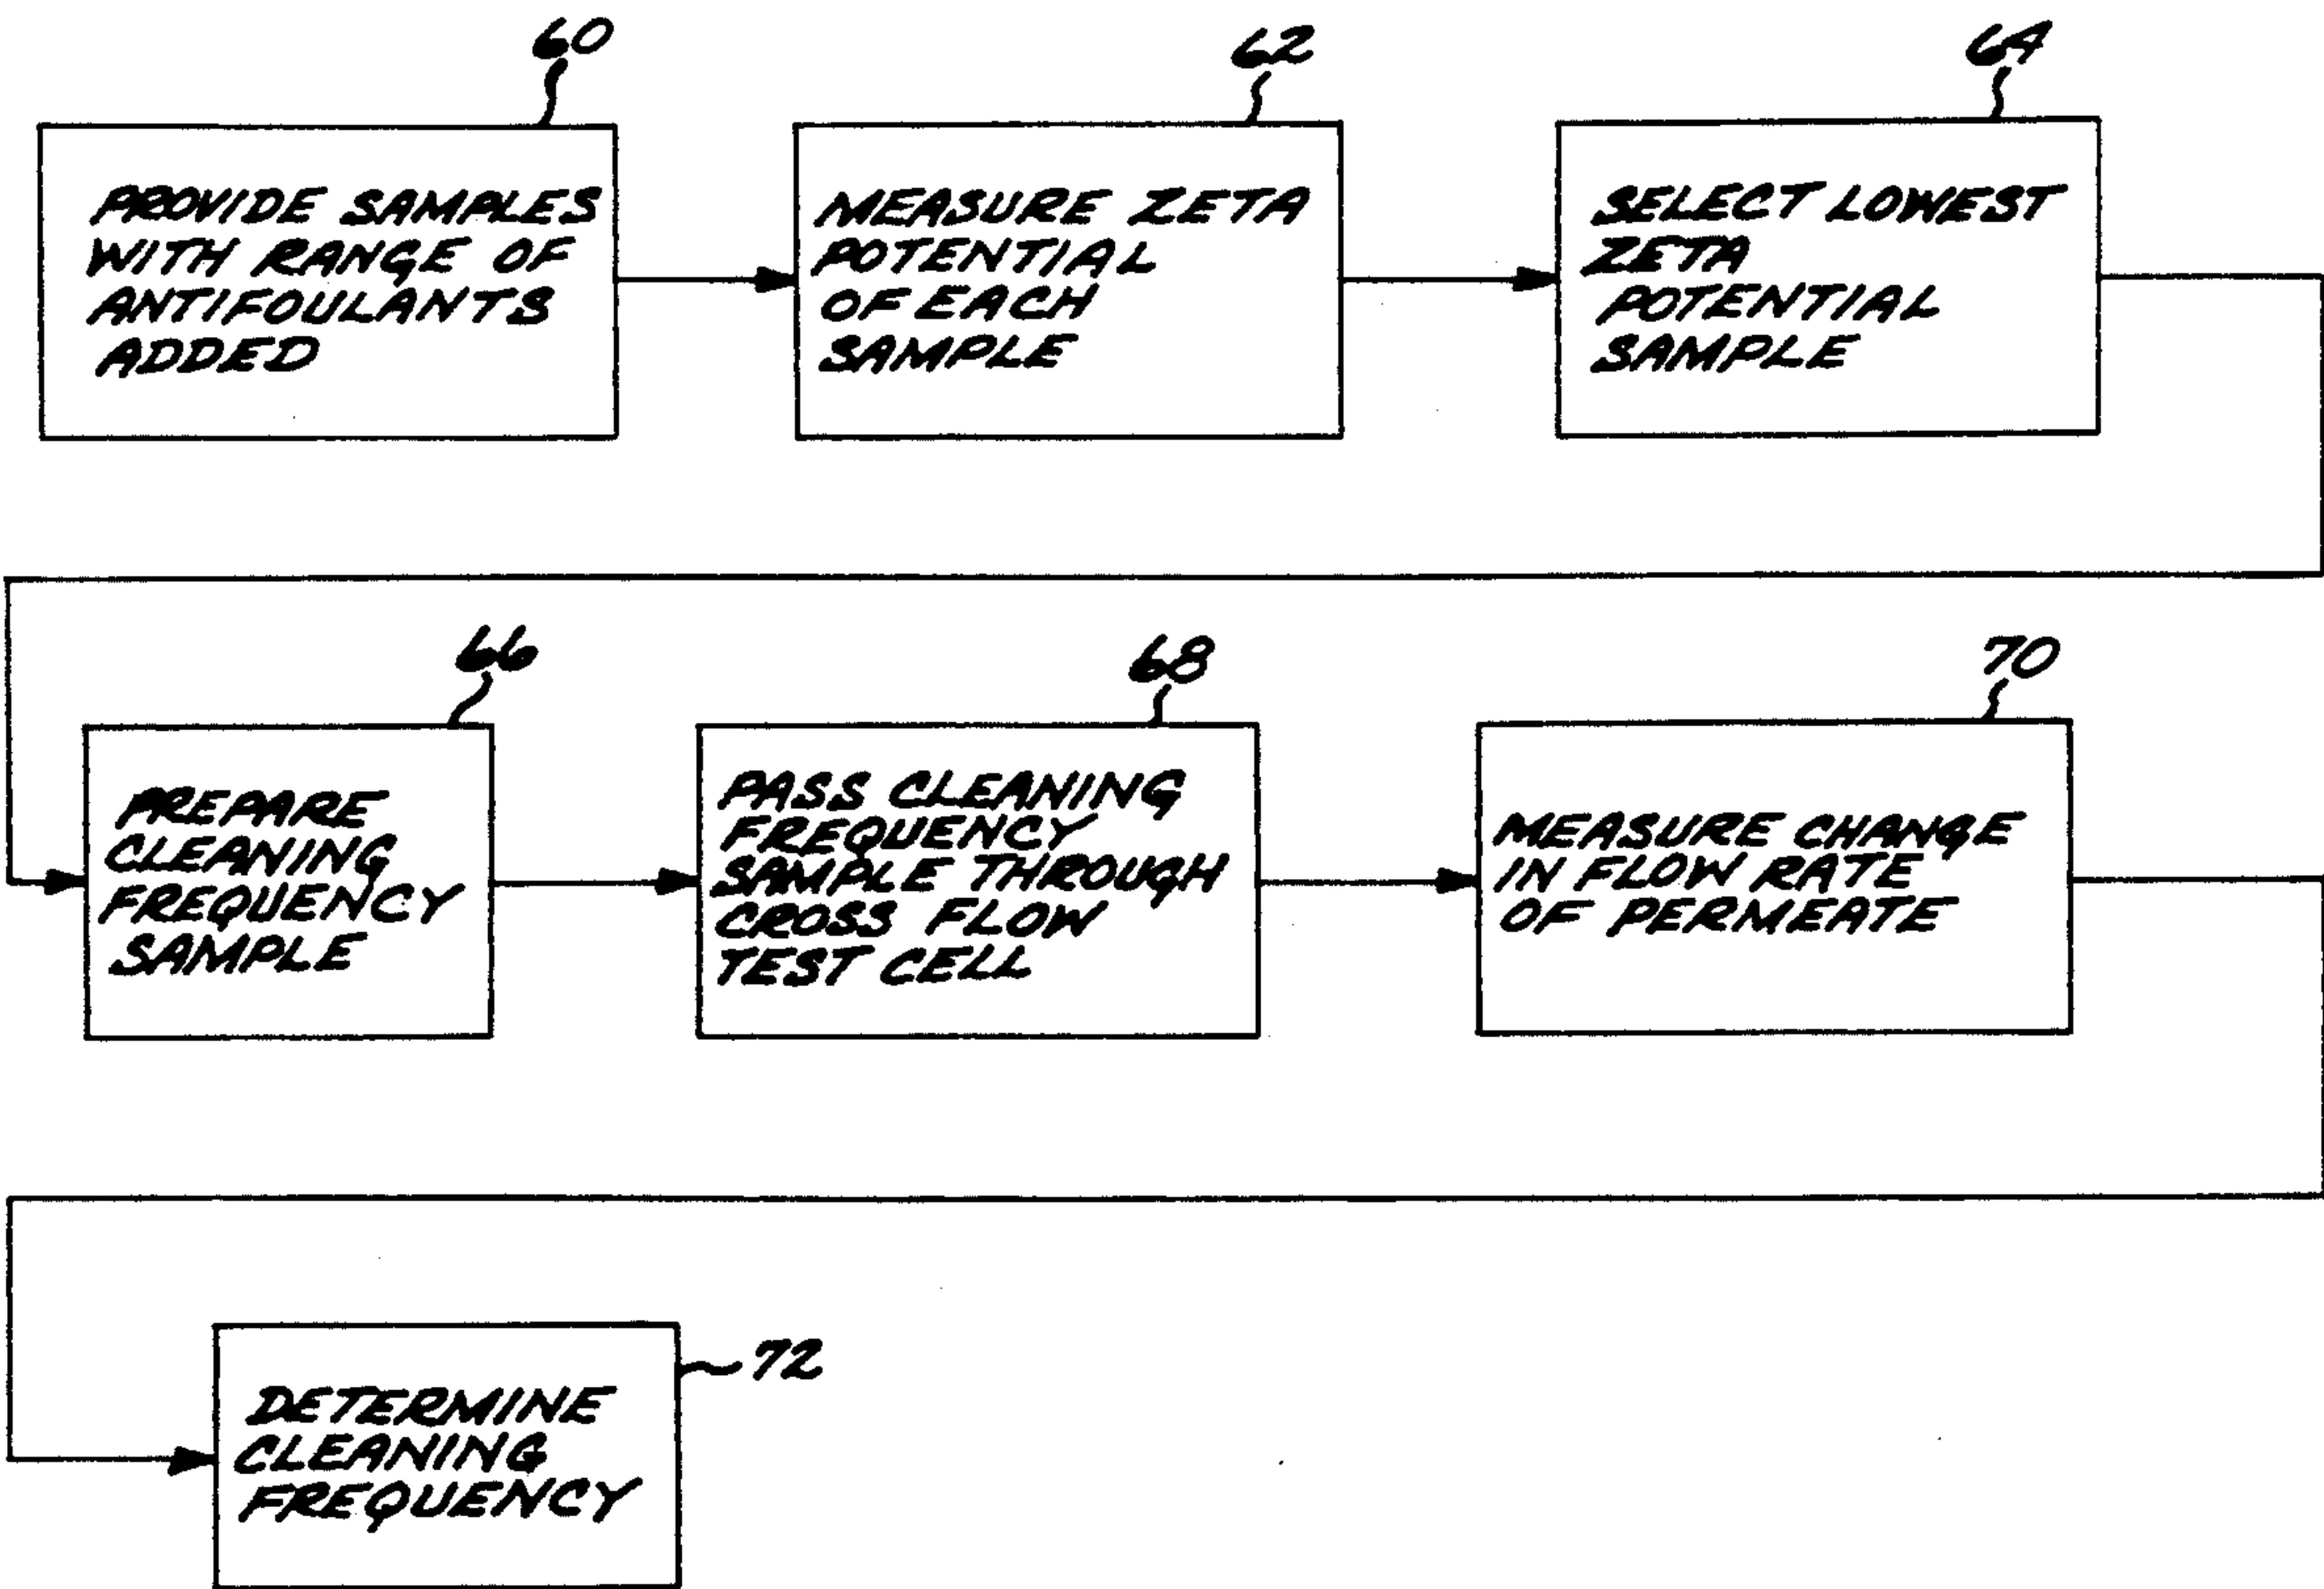 60
PROVIDE SAMPLES
WITH RANGE OF
ANTIFOULANTS
ADDED
62
MEASURE ZETA
POTENTIAL
OF EACH
SAMPLE
64
SELECT LOWEST
ZETA
POTENTIAL
SAMPLE
66
PREPARE
CLEANING
FREQUENCY
SAMPLE
68
PASS CLEANING
FREQUENCY
SAMPLE THROUGH
CROSS FLOW
TEST CELL
70
MEASURE CHANGE
IN FLOW RATE
OF PERMEATE
72
DETERMINE
CLEANING
FREQUENCY